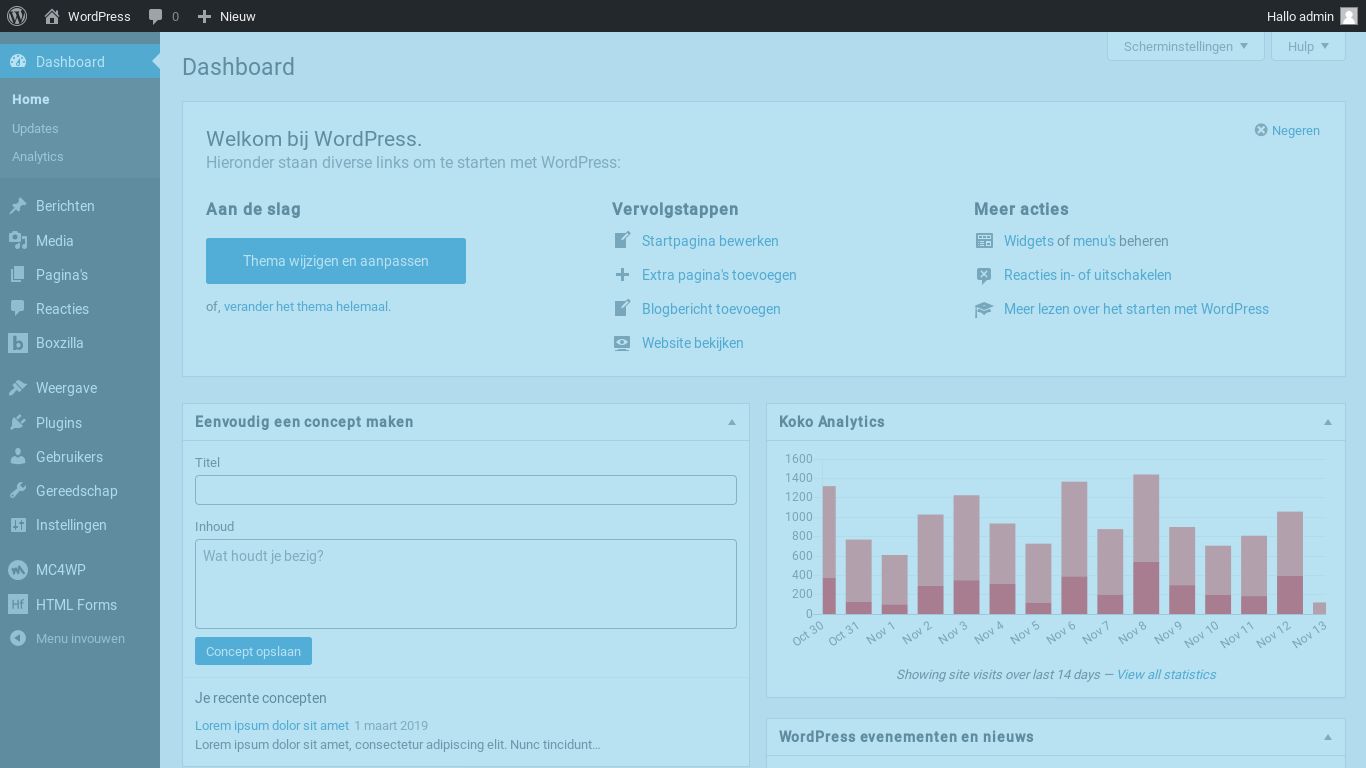 WordPress 0 Nieuw Hallo admin
Dashboard
Home
Updates
Analytics
Berichten
Media
Pagina's
Reacties
Boxzilla
Weergave
Plugins
Gebruikers
Gereedschap
Instellingen
MC4WP
Hf HTML Forms
Menu invouwen
Scherminstellingen Hulp
Dashboard
Welkom bij WordPress.
Negeren
Hieronder staan diverse links om te starten met WordPress:
Aan de slag
Thema wijzigen en aanpassen
of, verander het thema helemaal.
Vervolgstappen
Startpagina bewerken
Extra pagina's toevoegen
Blogbericht toevoegen
Website bekijken
Meer acties
Widgets of menu's beheren
Reacties in- of uitschakelen
Meer lezen over het starten met WordPress
Eenvoudig een concept maken
Titel
Inhoud
Wat houdt je bezig?
Concept opslaan
Je recente concepten
Lorem ipsum dolor sit amet 1 maart 2019
Lorem ipsum dolor sit amet, consectetur adipiscing elit. Nunc tincidunt…
Koko Analytics
1600
1400
1200
1000
800
600
400
200
0
Oct 30 Oct 31 Nov 1 Nov 2 Nov 3 Nov 4 Nov 5 Nov 6 Nov 7 Nov 8 Nov 9 Nov 10 Nov 11 Nov 12 Nov 13
Showing site visits over last 14 days — View all statistics
WordPress evenementen en nieuws